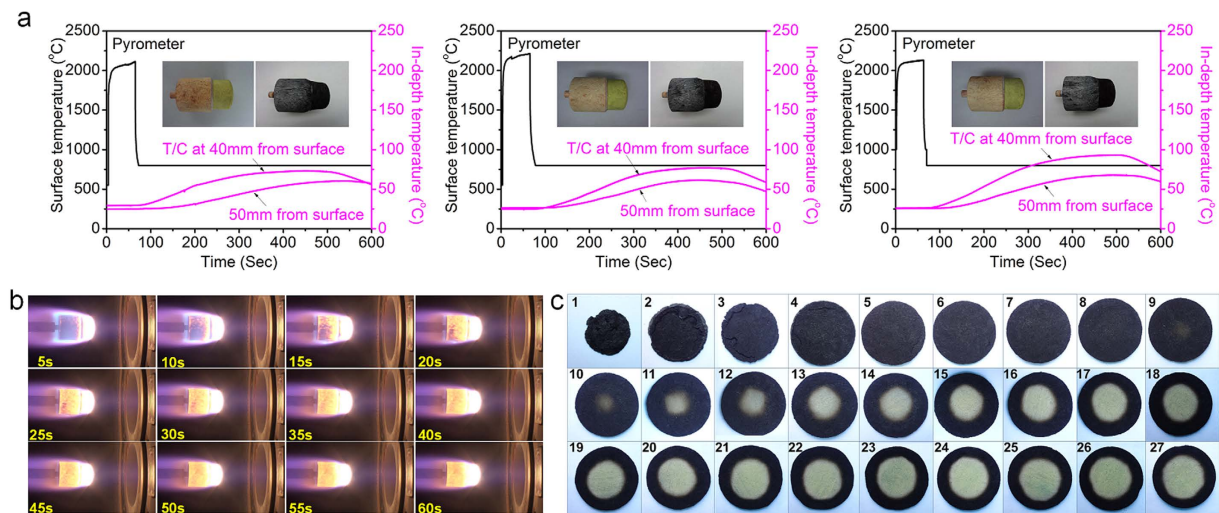 a
Pyrometer
T/C at 40mm from surface
50mm from surface
Surface temperature (°C)
In-depth temperature (°C)
0
500
1000
1500
2000
2500
0
50
100
150
200
250
0 100 200 300 400 500 600
Time (Sec)
Pyrometer
T/C at 40mm from surface
50mm from surface
Surface temperature (°C)
In-depth temperature (°C)
0
500
1000
1500
2000
2500
0
50
100
150
200
250
0 100 200 300 400 500 600
Time (Sec)
Pyrometer
T/C at 40mm from surface
50mm from surface
Surface temperature (°C)
In-depth temperature (°C)
0
500
1000
1500
2000
2500
0
50
100
150
200
250
0 100 200 300 400 500 600
Time (Sec)
b
5s 10s 15s 20s
25s 30s 35s 40s
45s 50s 55s 60s
c
1 2 3 4 5 6 7 8 9
10 11 12 13 14 15 16 17 18
19 20 21 22 23 24 25 26 27